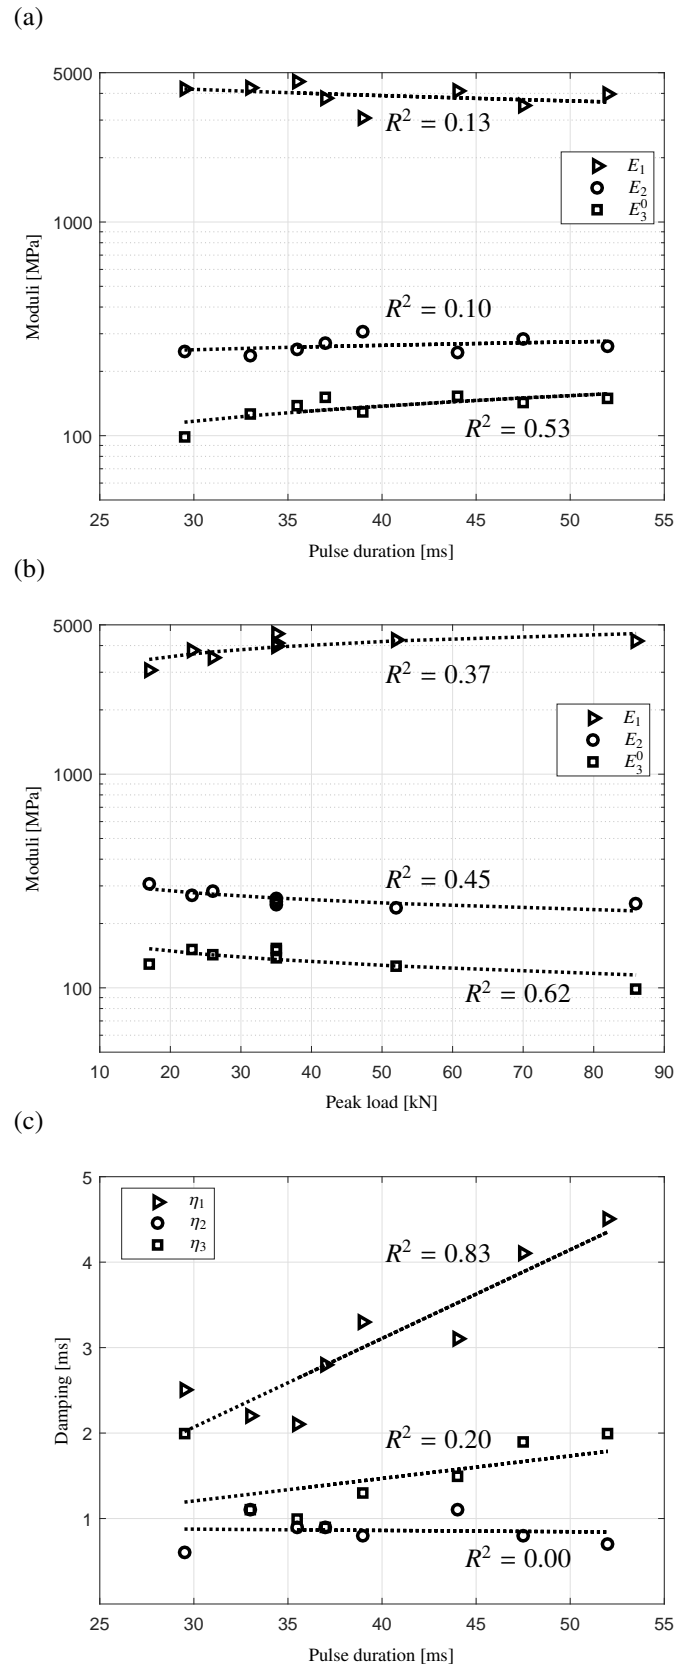 (a)
5000
R² = 0.13
E₁
E₂
E₃⁰
1000
Moduli [MPa]
R² = 0.10
R² = 0.53
100
25 30 35 40 45 50 55
Pulse duration [ms]
(b)
5000
R² = 0.37
E₁
E₂
E₃⁰
1000
Moduli [MPa]
R² = 0.45
R² = 0.62
100
10 20 30 40 50 60 70 80 90
Peak load [kN]
(c)
5
η₁
η₂
η₃
4
R² = 0.83
3
Damping [ms]
2
R² = 0.20
1
R² = 0.00
25 30 35 40 45 50 55
Pulse duration [ms]